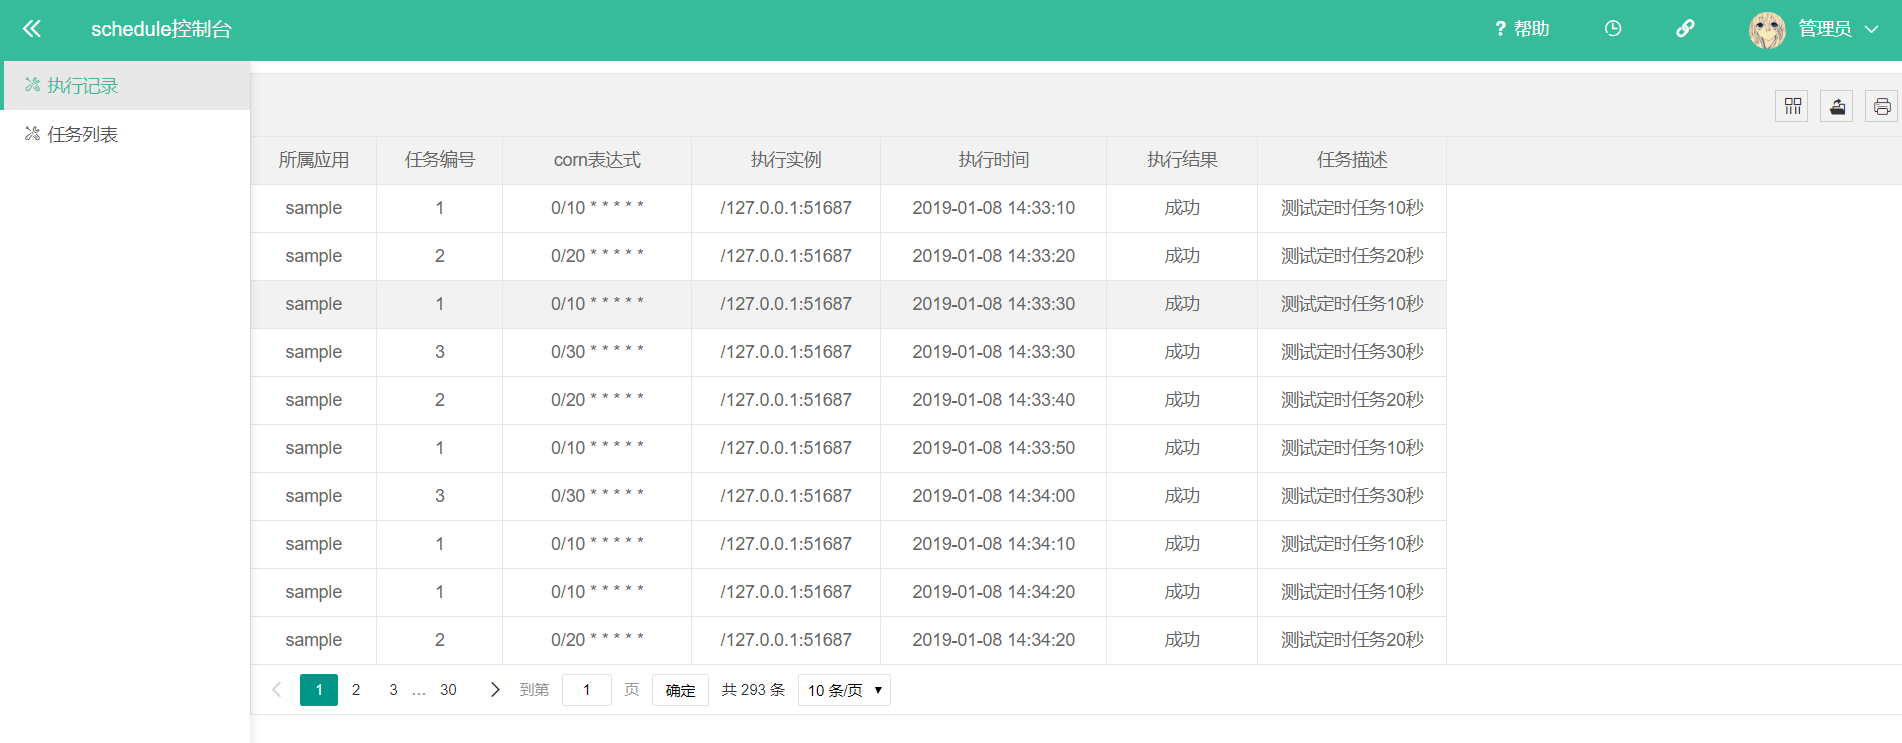 schedule控制台 ? 帮助 管理员
执行记录
任务列表
所属应用 任务编号 corn表达式 执行实例 执行时间 执行结果 任务描述
sample 1 0/10 * * * * * /127.0.0.1:51687 2019-01-08 14:33:10 成功 测试定时任务10秒
sample 2 0/20 * * * * * /127.0.0.1:51687 2019-01-08 14:33:20 成功 测试定时任务20秒
sample 1 0/10 * * * * * /127.0.0.1:51687 2019-01-08 14:33:30 成功 测试定时任务10秒
sample 3 0/30 * * * * * /127.0.0.1:51687 2019-01-08 14:33:30 成功 测试定时任务30秒
sample 2 0/20 * * * * * /127.0.0.1:51687 2019-01-08 14:33:40 成功 测试定时任务20秒
sample 1 0/10 * * * * * /127.0.0.1:51687 2019-01-08 14:33:50 成功 测试定时任务10秒
sample 3 0/30 * * * * * /127.0.0.1:51687 2019-01-08 14:34:00 成功 测试定时任务30秒
sample 1 0/10 * * * * * /127.0.0.1:51687 2019-01-08 14:34:10 成功 测试定时任务10秒
sample 1 0/10 * * * * * /127.0.0.1:51687 2019-01-08 14:34:20 成功 测试定时任务10秒
sample 2 0/20 * * * * * /127.0.0.1:51687 2019-01-08 14:34:20 成功 测试定时任务20秒
1 2 3 … 30 到第 1 页 确定 共 293 条 10 条/页